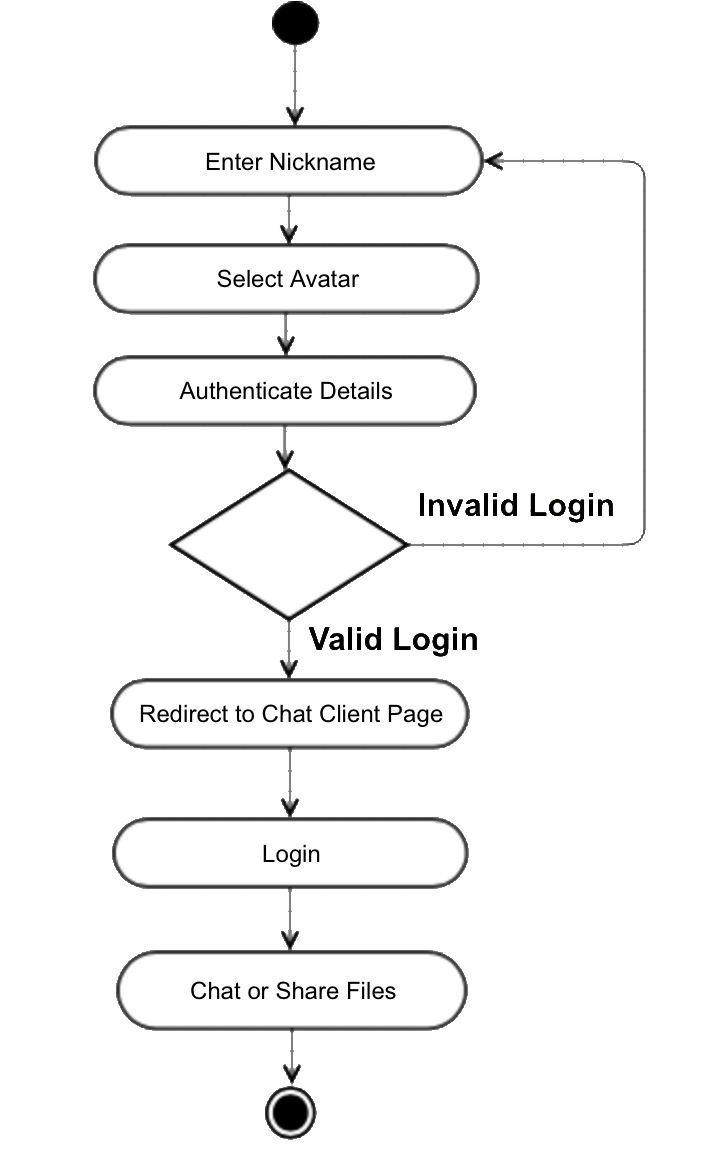 Enter Nickname
Select Avatar
Authenticate Details
Invalid Login
Valid Login
Redirect to Chat Client Page
Login
Chat or Share Files